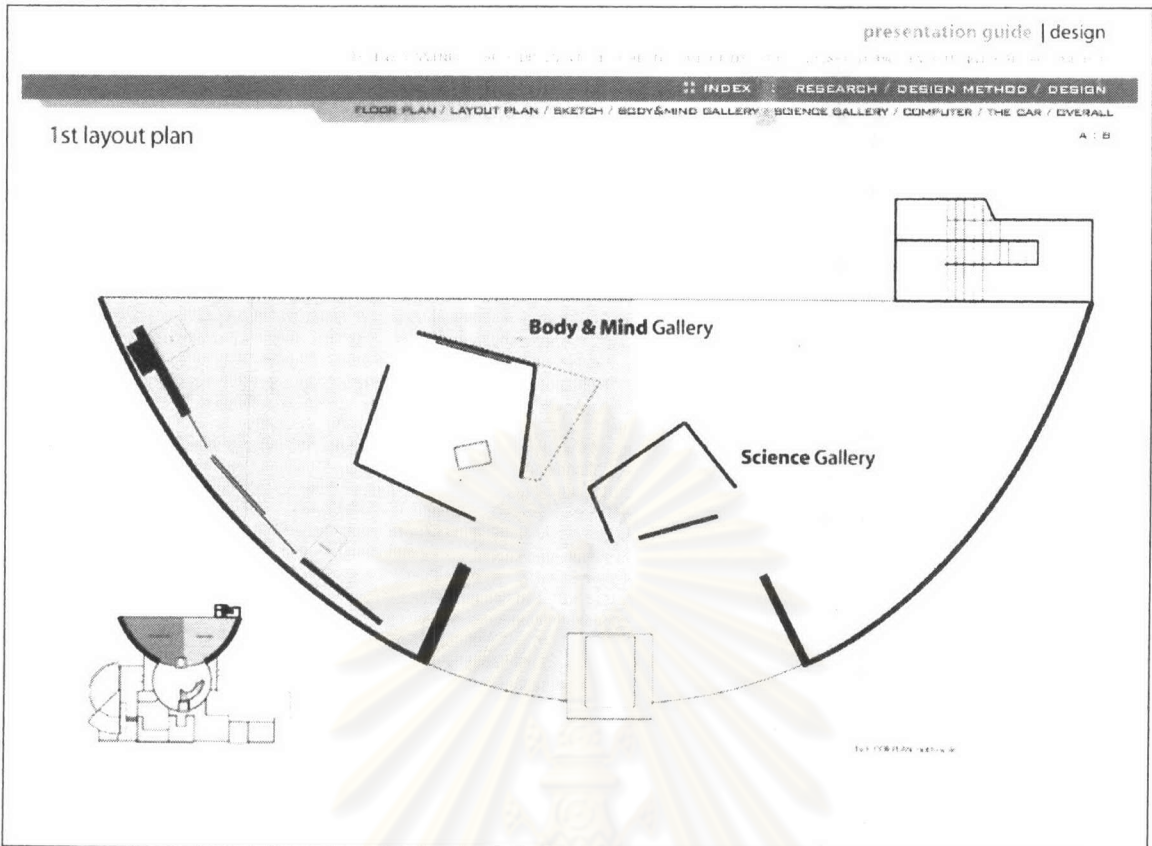 presentation guide | design
:: INDEX : RESEARCH / DESIGN METHOD / DESIGN
FLOOR PLAN / LAYOUT PLAN / SKETCH / BODY&MIND GALLERY / SCIENCE GALLERY / COMPUTER / THE CAR / OVERALL
1st layout plan
A : B
Body & Mind Gallery
Science Gallery